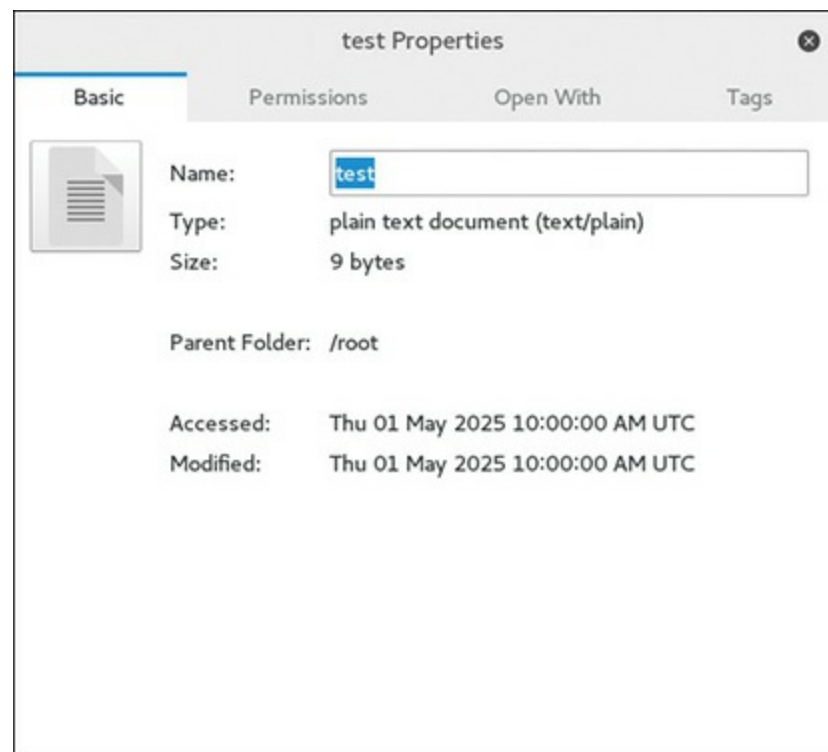 test Properties
Basic Permissions Open With Tags
Name: test
Type: plain text document (text/plain)
Size: 9 bytes
Parent Folder: /root
Accessed: Thu 01 May 2025 10:00:00 AM UTC
Modified: Thu 01 May 2025 10:00:00 AM UTC